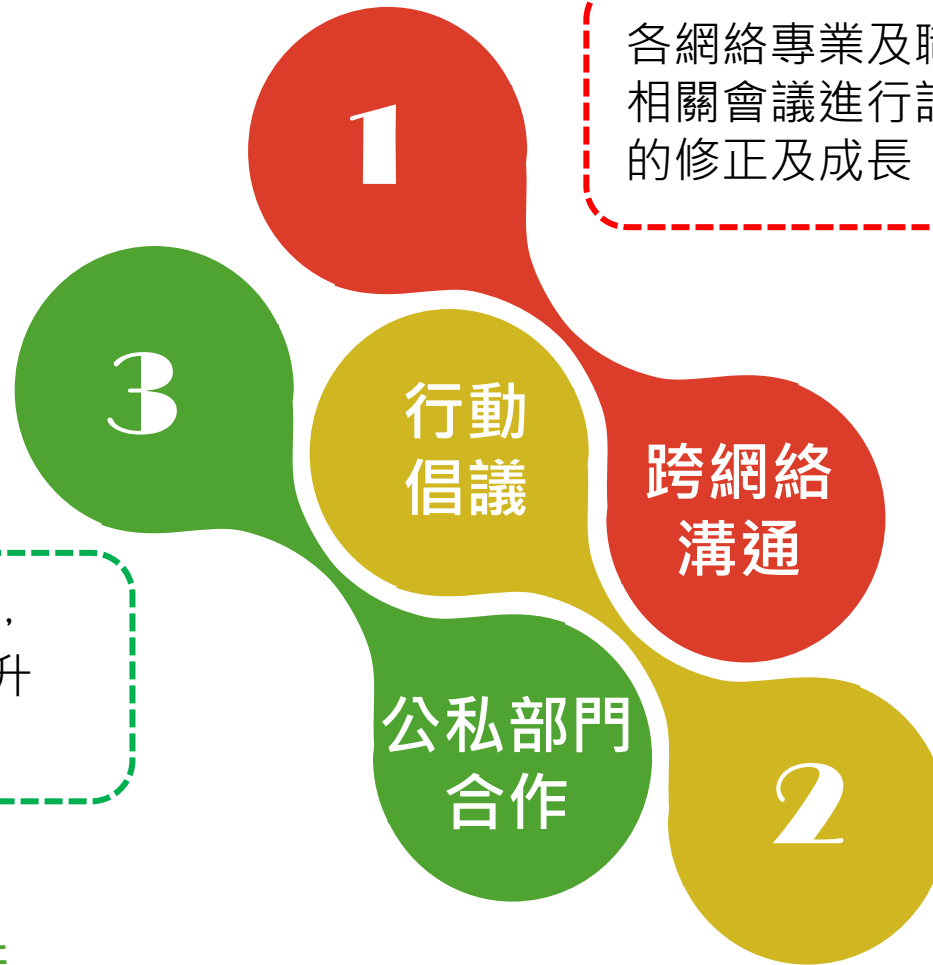 各網絡專業及
相關會議進行
的修正及成長
1
3
行動
倡議
跨網絡
溝通
，
升
公私部門
合作
2